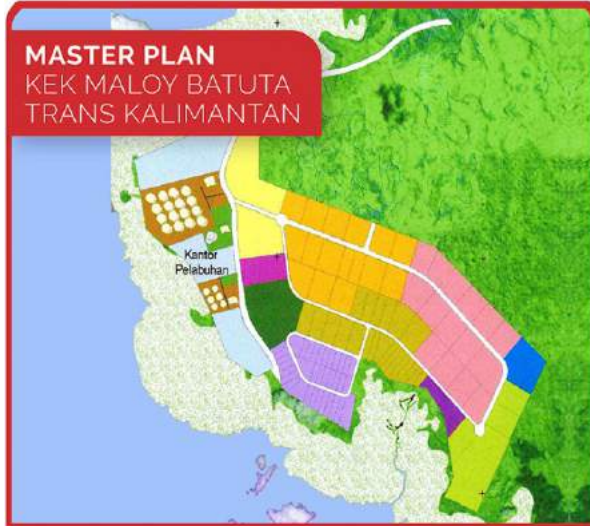 MASTER PLAN
KEK MALOY BATUTA
TRANS KALIMANTAN
Kantor
Pelabuhan